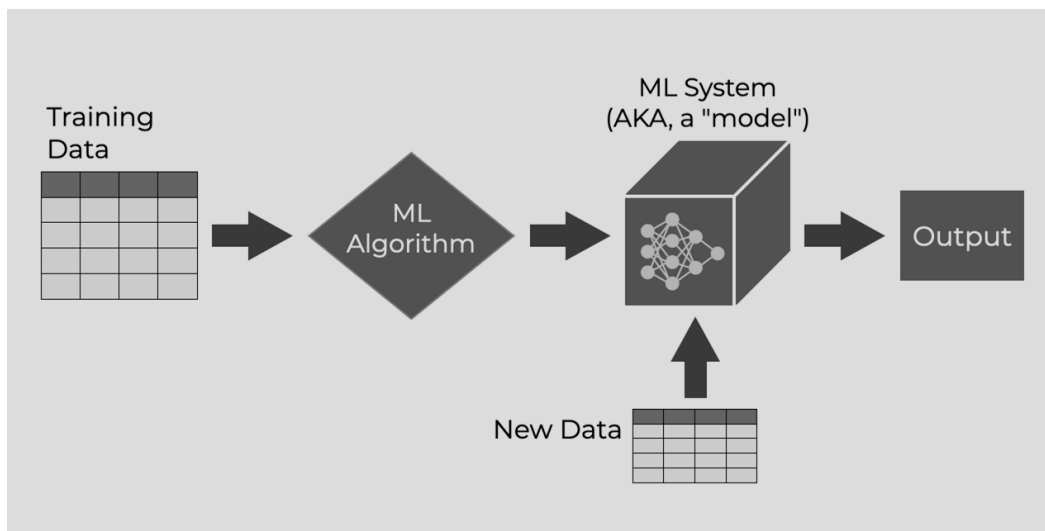 Training
Data
ML
Algorithm
ML System
(AKA, a "model")
Output
New Data